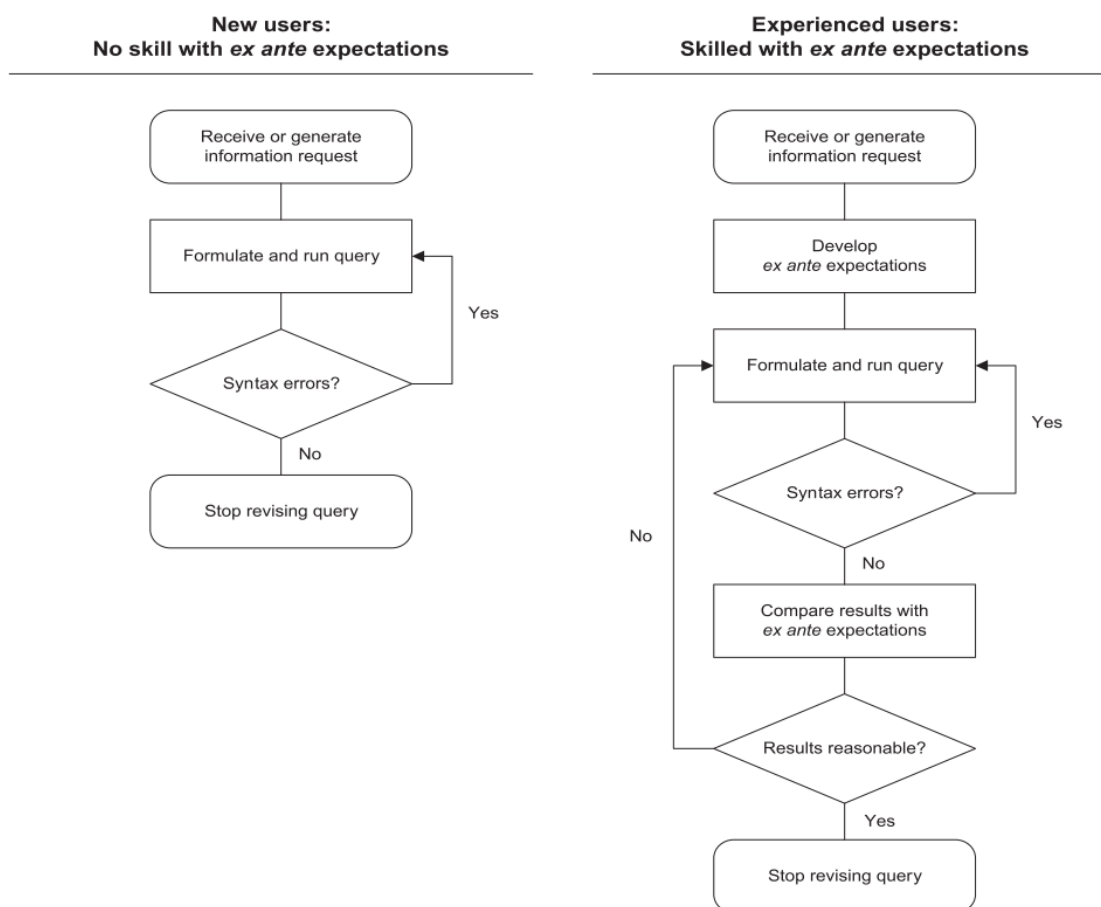 New users:
No skill with ex ante expectations
Receive or generate
information request
Formulate and run query
Yes
Syntax errors?
No
Stop revising query
Experienced users:
Skilled with ex ante expectations
Receive or generate
information request
Develop
ex ante expectations
Formulate and run query
Yes
Syntax errors?
No
No
Compare results with
ex ante expectations
Results reasonable?
Yes
Stop revising query